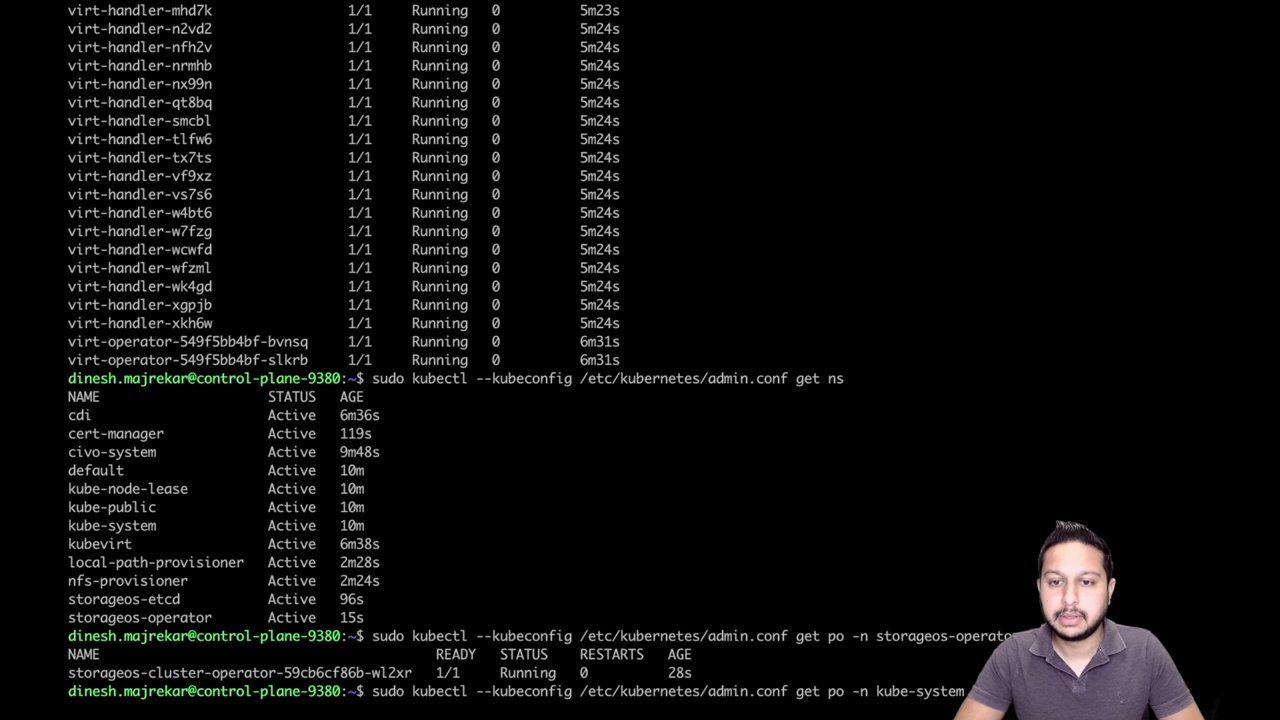 virt-handler-mhd7k 1/1 Running 0 5m23s
virt-handler-n2vd2 1/1 Running 0 5m24s
virt-handler-nfh2v 1/1 Running 0 5m24s
virt-handler-nrmhb 1/1 Running 0 5m24s
virt-handler-nx99n 1/1 Running 0 5m24s
virt-handler-qt8bq 1/1 Running 0 5m24s
virt-handler-smcbl 1/1 Running 0 5m24s
virt-handler-tlfw6 1/1 Running 0 5m24s
virt-handler-tx7ts 1/1 Running 0 5m24s
virt-handler-vf9xz 1/1 Running 0 5m24s
virt-handler-vs7s6 1/1 Running 0 5m24s
virt-handler-w4bt6 1/1 Running 0 5m24s
virt-handler-w7fzg 1/1 Running 0 5m24s
virt-handler-wcwfd 1/1 Running 0 5m24s
virt-handler-wfzml 1/1 Running 0 5m24s
virt-handler-wk4gd 1/1 Running 0 5m24s
virt-handler-xgpjb 1/1 Running 0 5m24s
virt-handler-xkh6w 1/1 Running 0 5m24s
virt-operator-549f5bb4bf-bvnsq 1/1 Running 0 6m31s
virt-operator-549f5bb4bf-slkrb 1/1 Running 0 6m31s
dinesh.majrekar@control-plane-9380:~$ sudo kubectl --kubeconfig /etc/kubernetes/admin.conf get ns
NAME STATUS AGE
cdi Active 6m36s
cert-manager Active 119s
civo-system Active 9m48s
default Active 10m
kube-node-lease Active 10m
kube-public Active 10m
kube-system Active 10m
kubevirt Active 6m38s
local-path-provisioner Active 2m28s
nfs-provisioner Active 2m24s
storageos-etcd Active 96s
storageos-operator Active 15s
dinesh.majrekar@control-plane-9380:~$ sudo kubectl --kubeconfig /etc/kubernetes/admin.conf get po -n storageos-operato
NAME READY STATUS RESTARTS AGE
storageos-cluster-operator-59cb6cf86b-wl2xr 1/1 Running 0 28s
dinesh.majrekar@control-plane-9380:~$ sudo kubectl --kubeconfig /etc/kubernetes/admin.conf get po -n kube-system